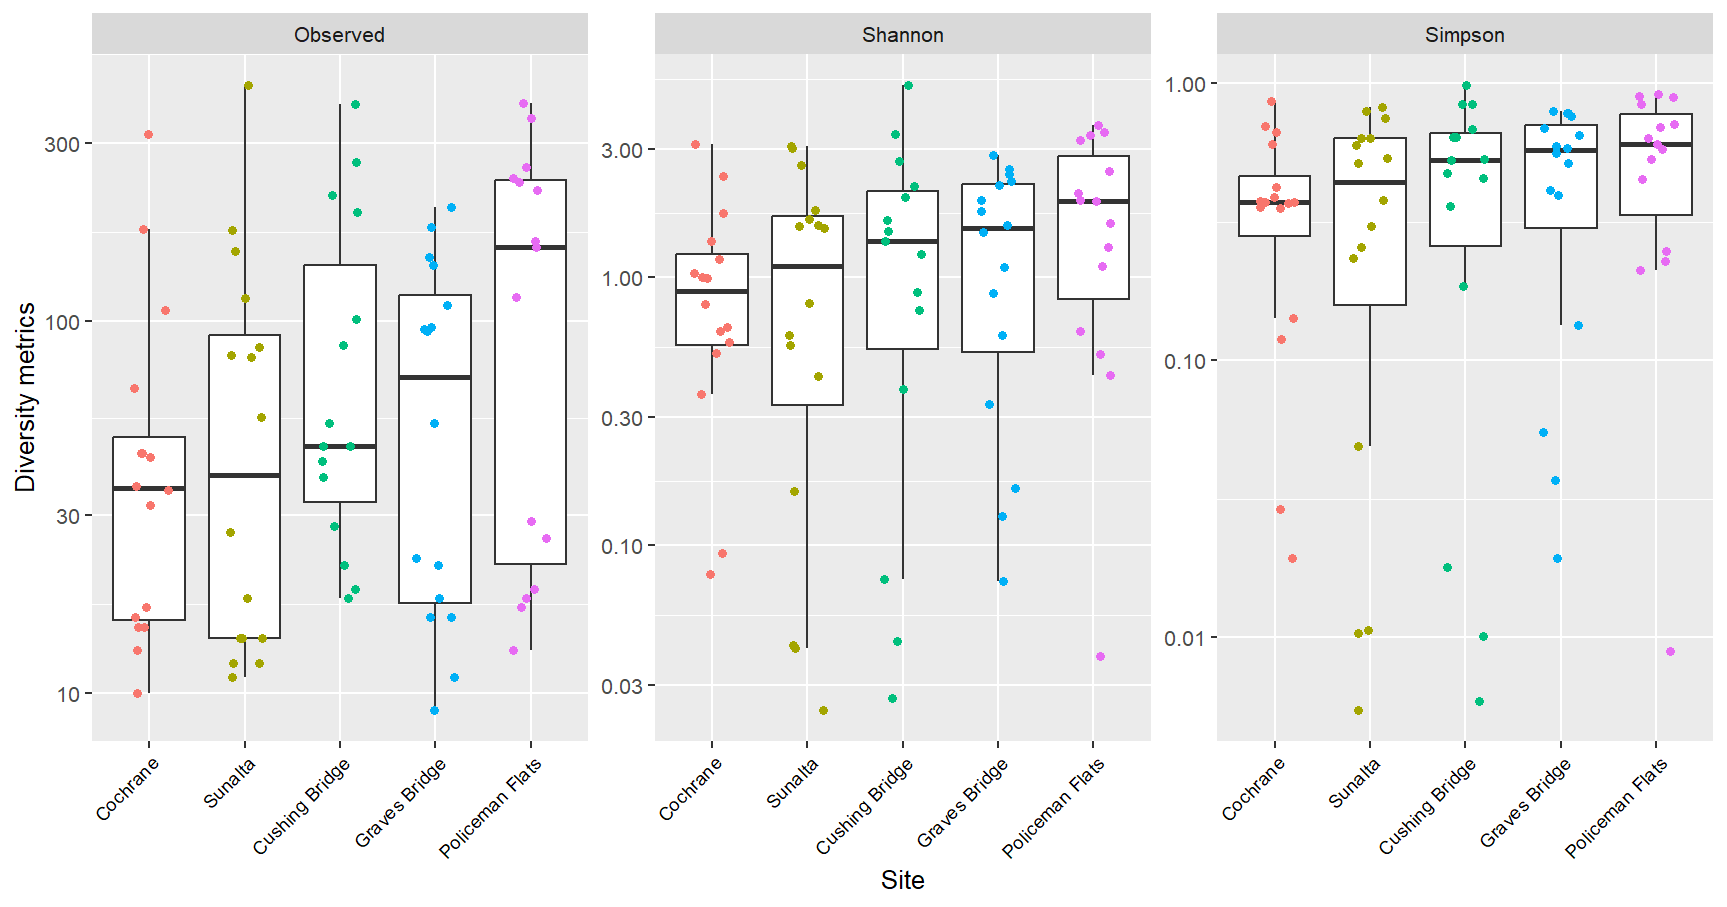 Observed
Shannon
Simpson
Diversity metrics
300
100
30
10
3.00
1.00
0.30
0.10
0.03
1.00
0.10
0.01
Cochrane
Sunalta
Cushing Bridge
Graves Bridge
Policeman Flats
Cochrane
Sunalta
Cushing Bridge
Graves Bridge
Policeman Flats
Cochrane
Sunalta
Cushing Bridge
Graves Bridge
Policeman Flats
Site